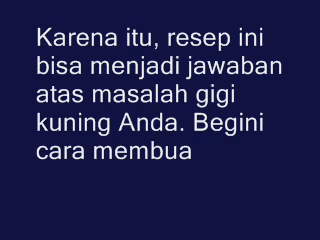 Karena itu, resep ini
bisa menjadi jawaban
atas masalah gigi
kuning Anda. Begini
cara membua